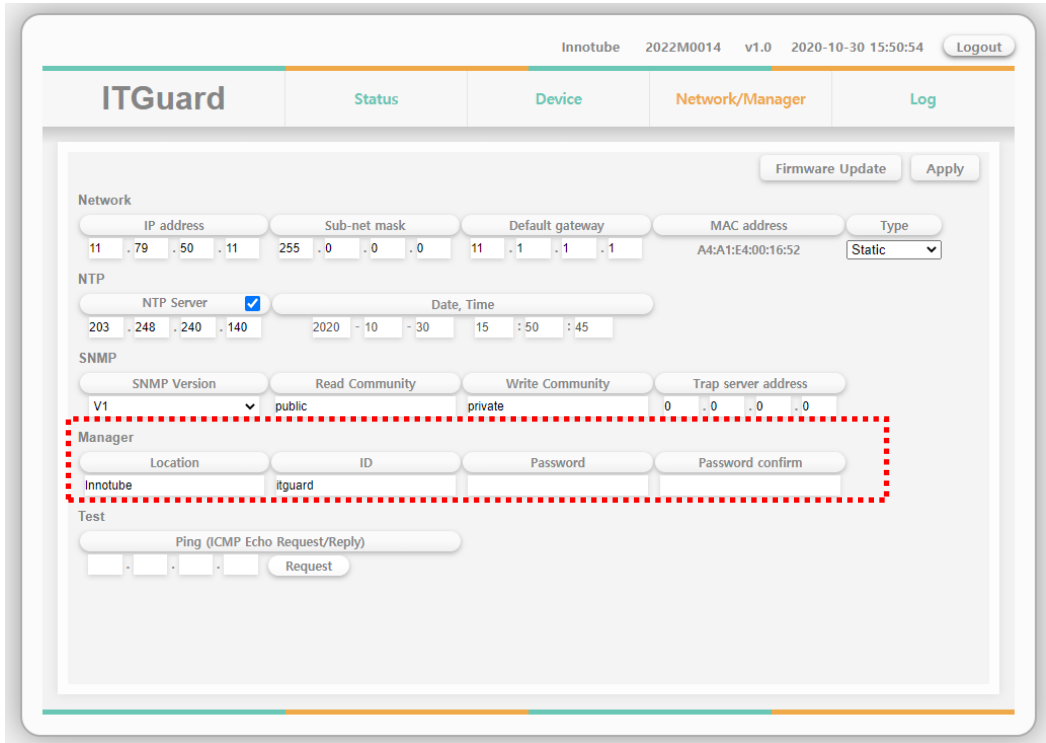 Innotube 2022M0014 v1.0 2020-10-30 15:50:54 Logout
ITGuard Status Device Network/Manager Log
Firmware Update Apply
Network
IP address Sub-net mask Default gateway MAC address Type
11 . 79 . 50 . 11 255 . 0 . 0 . 0 11 . 1 . 1 . 1 A4:A1:E4:00:16:52 Static
NTP
NTP Server Date, Time
203 . 248 . 240 . 140 2020 - 10 - 30 15 : 50 : 45
SNMP
SNMP Version Read Community Write Community Trap server address
V1 public private 0 . 0 . 0 . 0
Manager
Location ID Password Password confirm
Innotube itguard
Test
Ping (ICMP Echo Request/Reply)
. . . Request